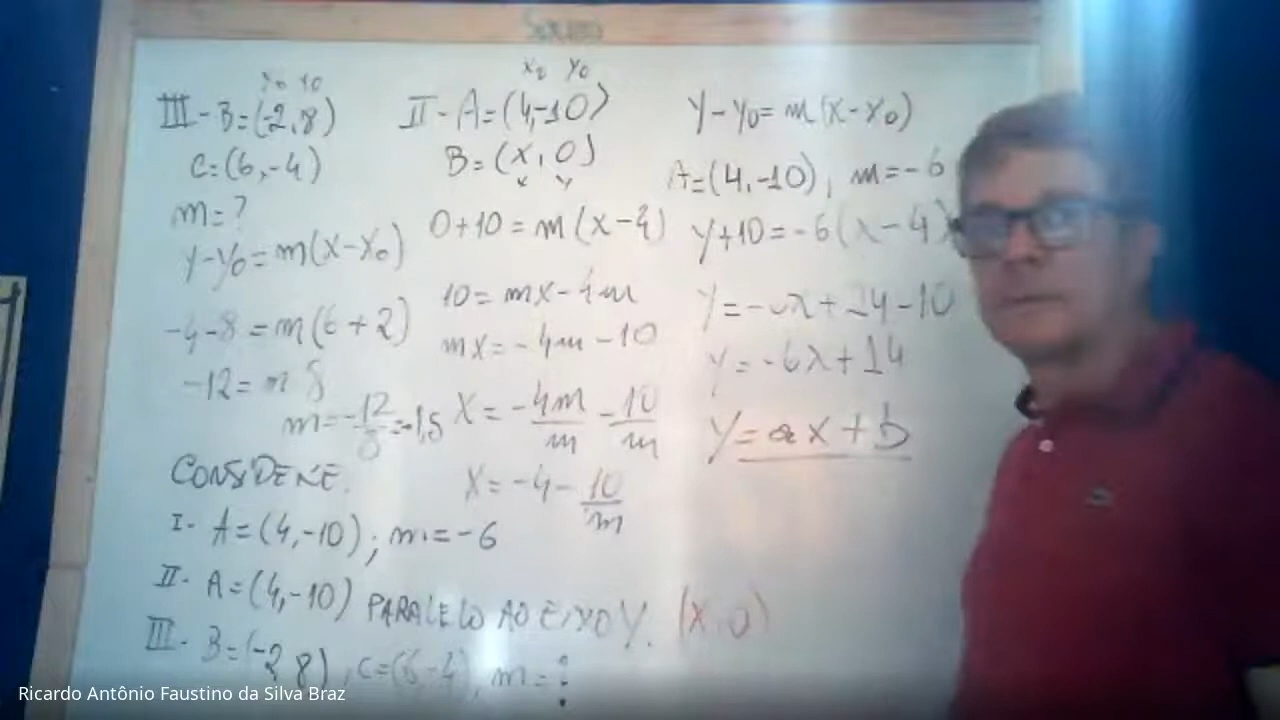 III - B=(-2,8)
C=(6,-4)
m=?
y-y0=m(x-x0)
-4-8=m(6+2)
-12=m 8
m=-12/8=-1,5
CONSIDERE.
I- A=(4,-10); m=-6
II- A=(4,-10) PARALELO AO EIXO Y. (X,0)
III- B=(-2,8), C=(6,-4), m=?
II - A=(4,-10)
B=(X,0)
x y
0+10=m(x-4)
10=mx-4m
mx=-4m-10
X=-4m/m-10/m
X=-4-10/m
y-y0=m(x-x0)
A=(4,-10), m=-6
y+10=-6(x-4)
y=-6x+24-10
y=-6x+14
y=ax+b
Ricardo Antônio Faustino da Silva Braz